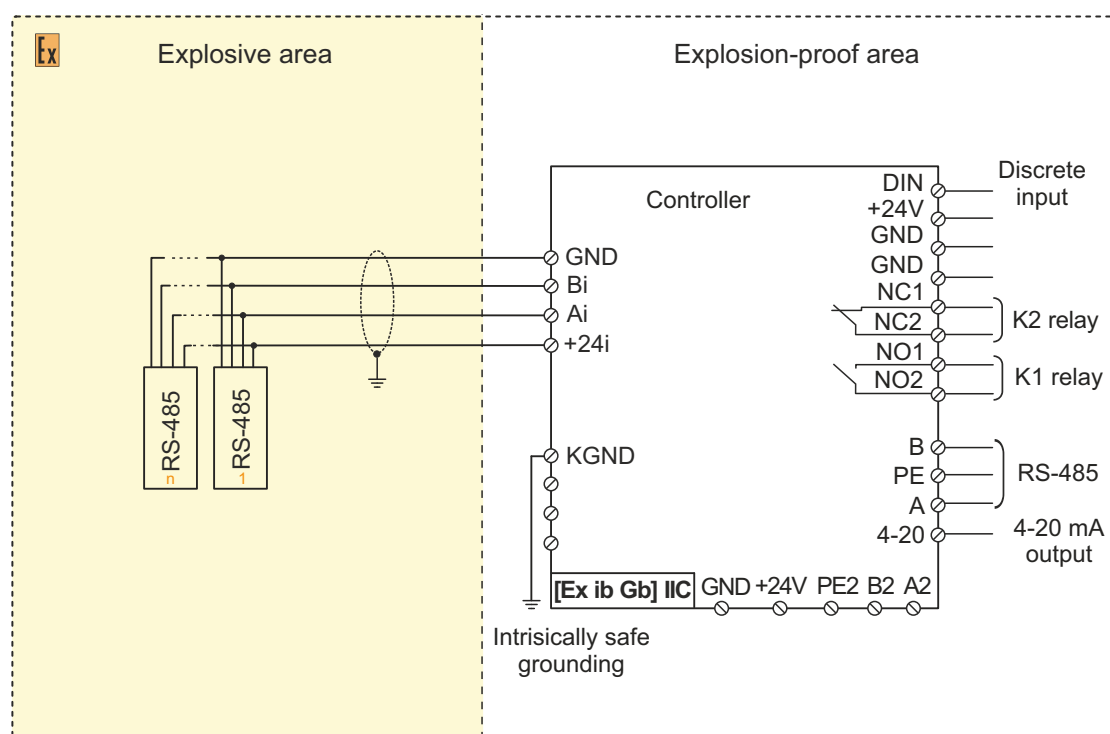 Ex
Explosive area
Explosion-proof area
Controller
GND
Bi
Ai
+24i
KGND
[Ex ib Gb] IIC
GND +24V PE2 B2 A2
Intrisically safe
grounding
DIN
+24V
GND
GND
NC1
NC2
NO1
NO2
B
PE
A
4-20
Discrete
input
K2 relay
K1 relay
RS-485
4-20 mA
output
RS-485
n
RS-485
1